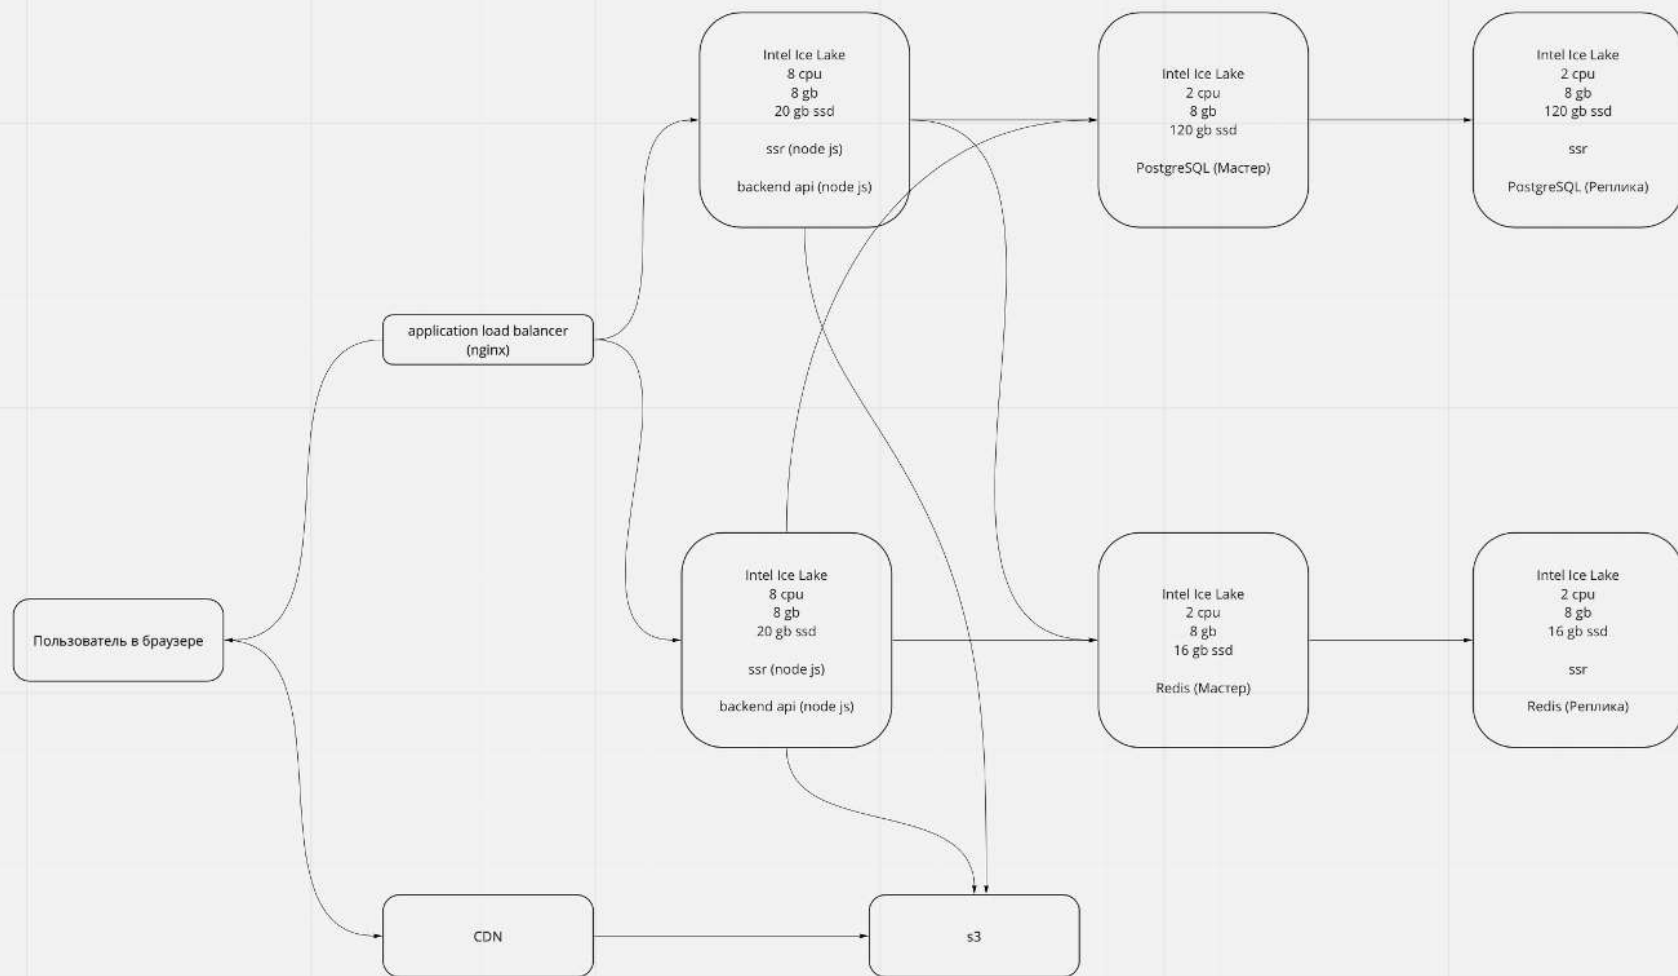 Intel Ice Lake
8 cpu
8 gb
20 gb ssd
ssr (node js)
backend api (node js)
Intel Ice Lake
2 cpu
8 gb
120 gb ssd
PostgreSQL (Мастер)
Intel Ice Lake
2 cpu
8 gb
120 gb ssd
ssr
PostgreSQL (Реплика)
application load balancer
(nginx)
Пользователь в браузере
Intel Ice Lake
8 cpu
8 gb
20 gb ssd
ssr (node js)
backend api (node js)
Intel Ice Lake
2 cpu
8 gb
16 gb ssd
Redis (Мастер)
Intel Ice Lake
2 cpu
8 gb
16 gb ssd
ssr
Redis (Реплика)
CDN
s3